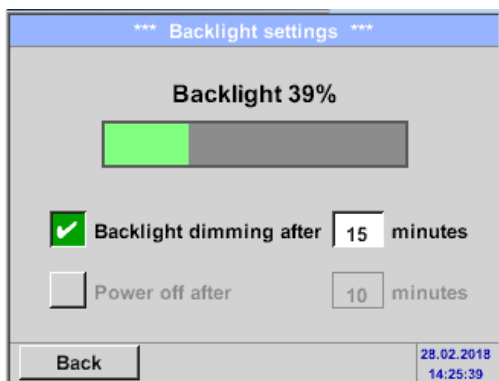 *** Backlight settings ***
Backlight 39%
Backlight dimming after 15 minutes
Power off after 10 minutes
Back
28.02.2018
14:25:39